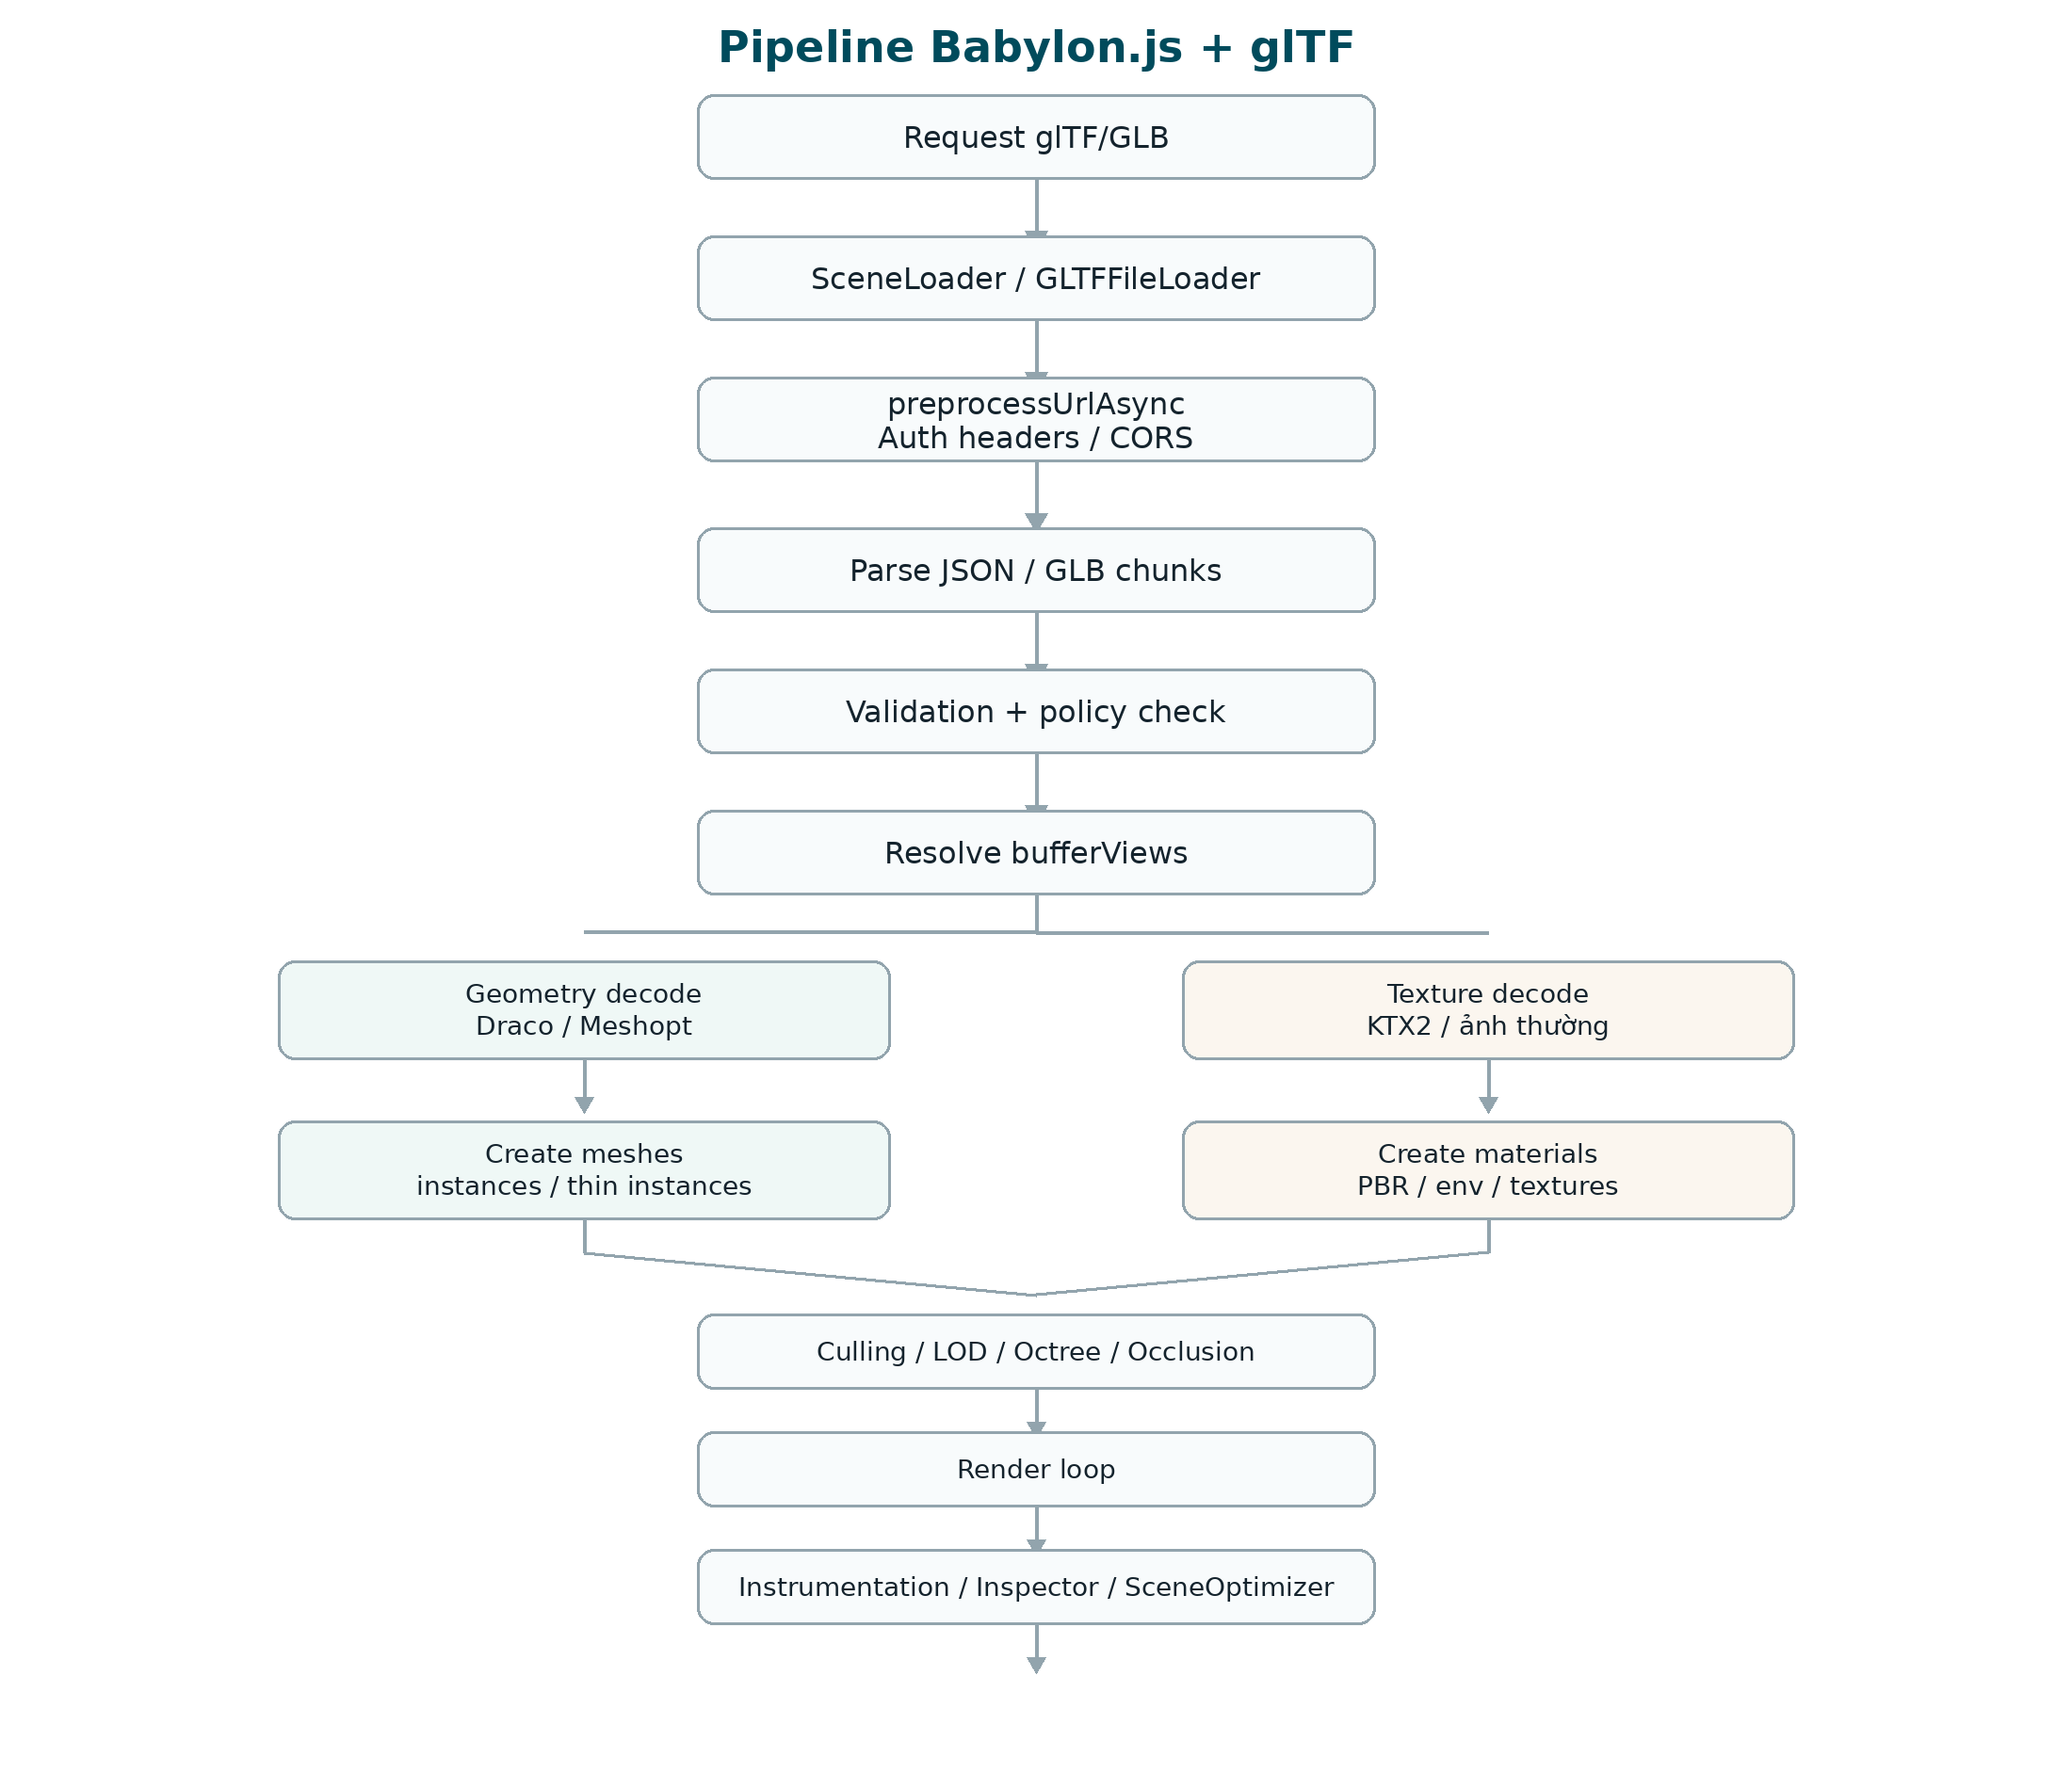 Pipeline Babylon.js + glTF
Request glTF/GLB
SceneLoader / GLTFFileLoader
preprocessUrlAsync
Auth headers / CORS
Parse JSON / GLB chunks
Validation + policy check
Resolve bufferViews
Geometry decode
Draco / Meshopt
Texture decode
KTX2 / ảnh thường
Create meshes
instances / thin instances
Create materials
PBR / env / textures
Culling / LOD / Octree / Occlusion
Render loop
Instrumentation / Inspector / SceneOptimizer